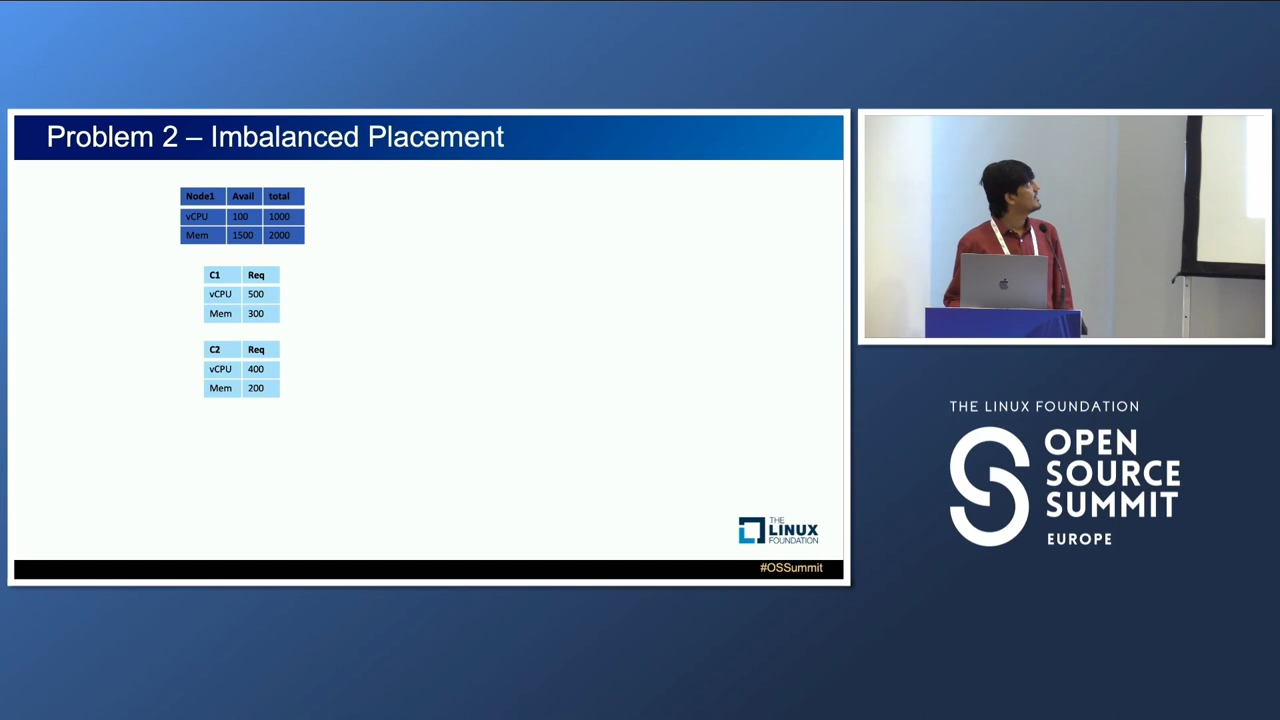 Problem 2 – Imbalanced Placement
Node1 Avail total
vCPU 100 1000
Mem 1500 2000
C1 Req
vCPU 500
Mem 300
C2 Req
vCPU 400
Mem 200
THE
LINUX
FOUNDATION
#OSSummit
THE LINUX FOUNDATION
OPEN
SOURCE
SUMMIT
EUROPE